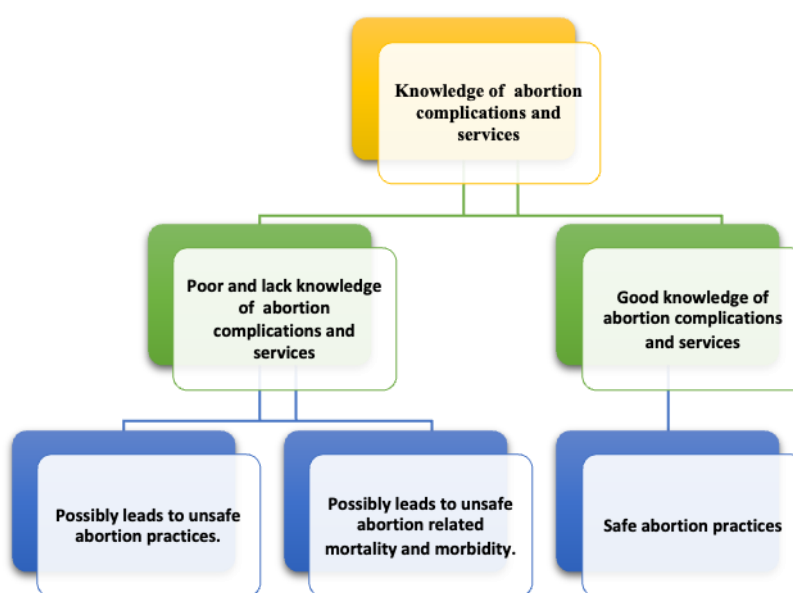 Knowledge of abortion
complications and
services
Poor and lack knowledge
of abortion
complications and
services
Good knowledge of
abortion complications
and services
Possibly leads to unsafe
abortion practices.
Possibly leads to unsafe
abortion related
mortality and morbidity.
Safe abortion practices